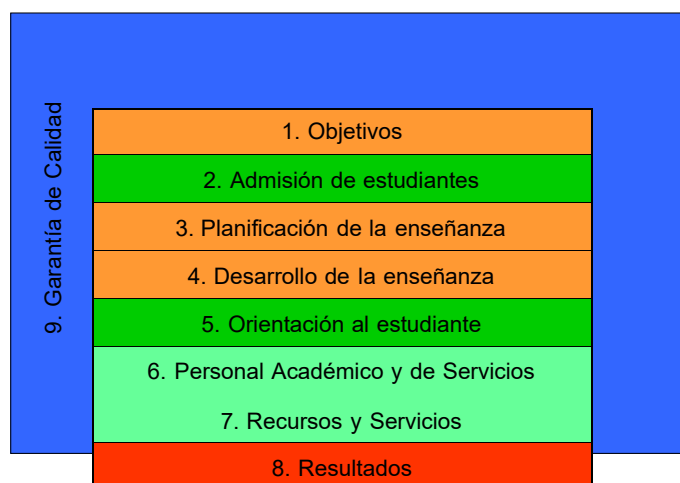 9. Garantía de Calidad
1. Objetivos
2. Admisión de estudiantes
3. Planificación de la enseñanza
4. Desarrollo de la enseñanza
5. Orientación al estudiante
6. Personal Académico y de Servicios
7. Recursos y Servicios
8. Resultados